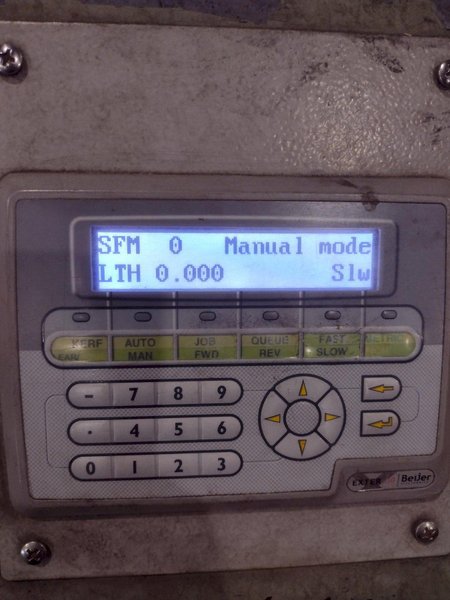 SFM 0 Manual mode
LTH 0.000 Slw
KERF AUTO JOB QUEUE FAST METRIC
MAN FWD REV SLOW
- 7 8 9
. 4 5 6
0 1 2 3
EXTER Beijer